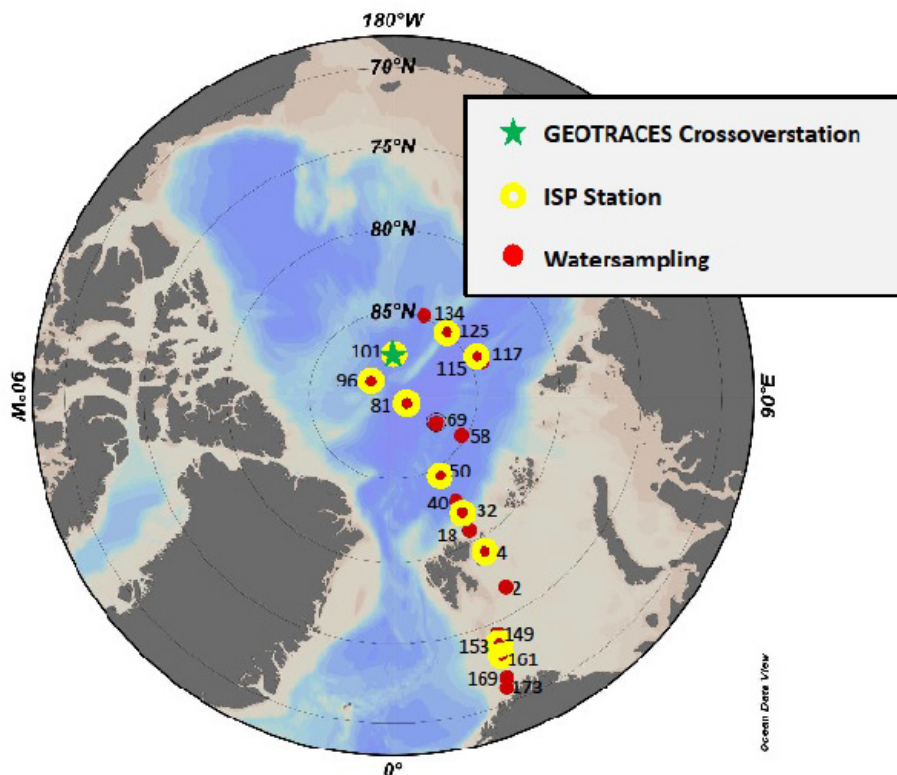 180°W
70°N
75°N
80°N
85°N
GEOTRACES Crossoverstation
ISP Station
Watersampling
134
125
117
115
101
96
81
69
58
50
40
32
18
4
2
149
153
161
169
173
90°W
90°E
0°
Ocean Data View